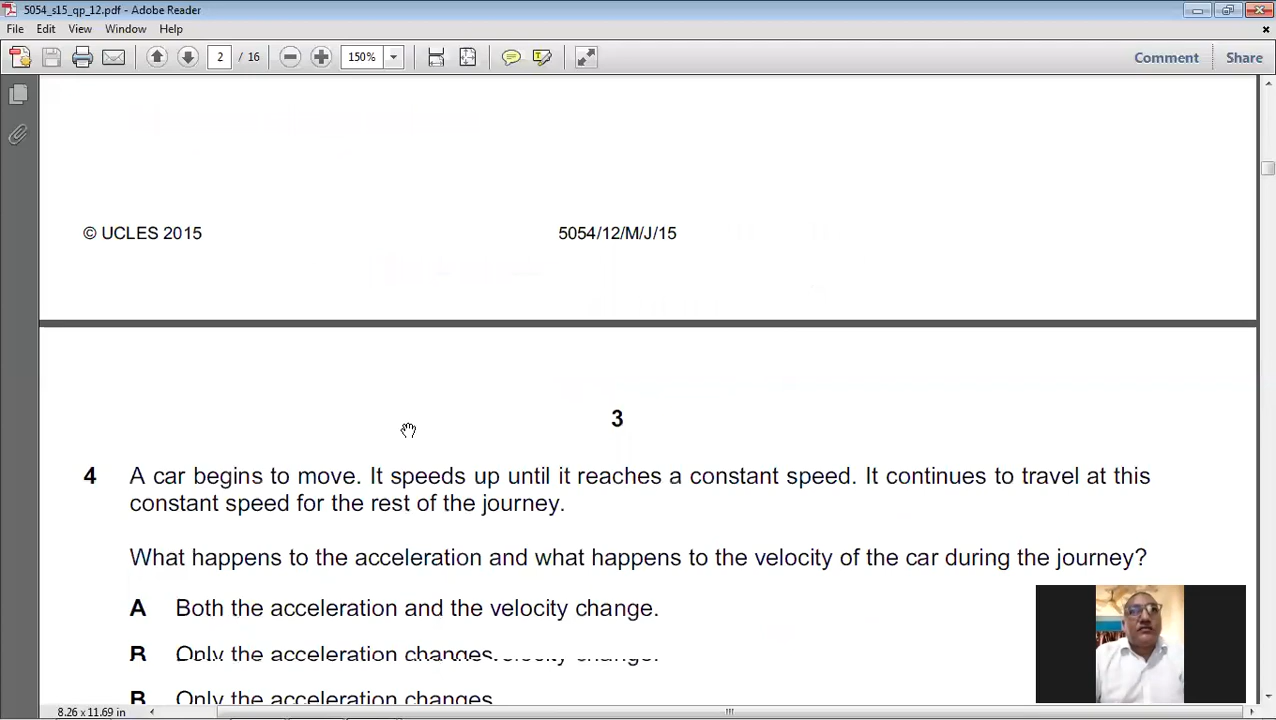 5054_s15_qp_12.pdf - Adobe Reader
File Edit View Window Help
2 / 16 150% Comment Share
© UCLES 2015 5054/12/M/J/15
3
4 A car begins to move. It speeds up until it reaches a constant speed. It continues to travel at this
constant speed for the rest of the journey.
What happens to the acceleration and what happens to the velocity of the car during the journey?
A Both the acceleration and the velocity change.
B Only the acceleration changes.
B Only the acceleration changes
8.26 x 11.69 in